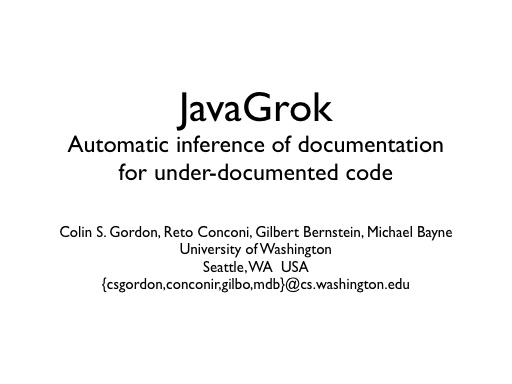 JavaGrok
Automatic inference of documentation
for under-documented code
Colin S. Gordon, Reto Conconi, Gilbert Bernstein, Michael Bayne
University of Washington
Seattle, WA USA
{csgordon,conconir,gilbo,mdb}@cs.washington.edu